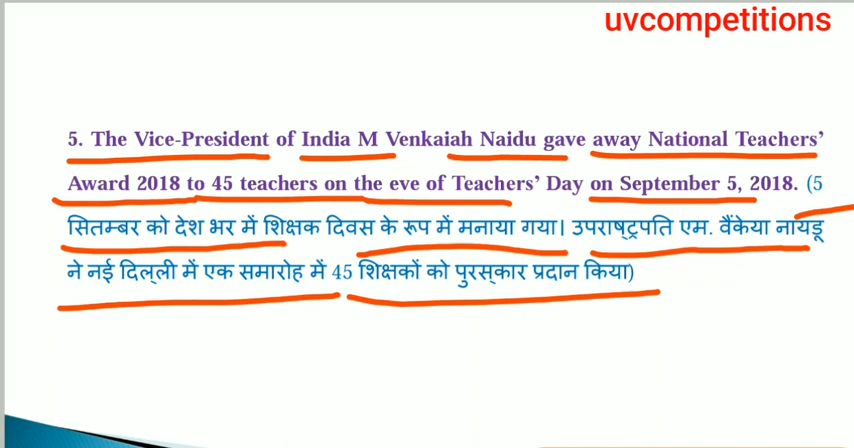 uvcompetitions
5. The Vice-President of India M Venkaiah Naidu gave away National Teachers’
Award 2018 to 45 teachers on the eve of Teachers’ Day on September 5, 2018. (5
सितम्बर को देश भर में शिक्षक दिवस के रूप में मनाया गया। उपराष्ट्रपति एम. वैंकेया नायडू
ने नई दिल्ली में एक समारोह में 45 शिक्षकों को पुरस्कार प्रदान किया)